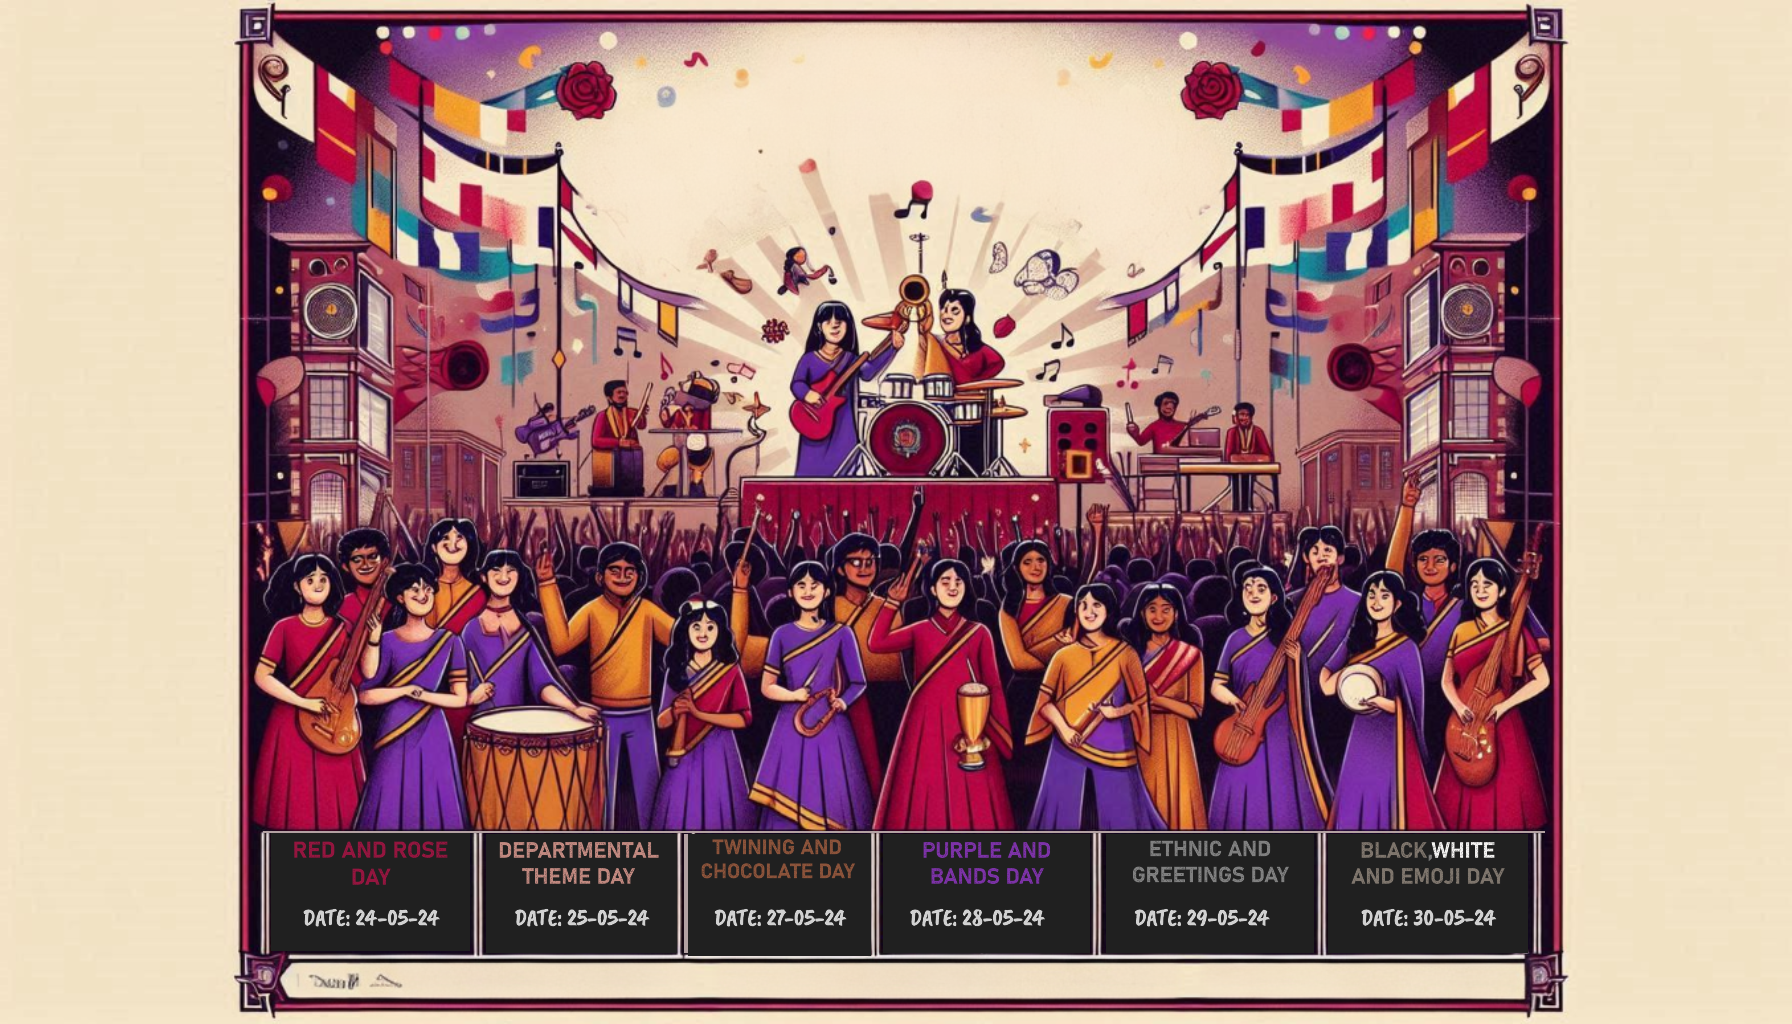 RED AND ROSE
DAY
DATE: 24-05-24
DEPARTMENTAL
THEME DAY
DATE: 25-05-24
TWINING AND
CHOCOLATE DAY
DATE: 27-05-24
PURPLE AND
BANDS DAY
DATE: 28-05-24
ETHNIC AND
GREETINGS DAY
DATE: 29-05-24
BLACK,WHITE
AND EMOJI DAY
DATE: 30-05-24